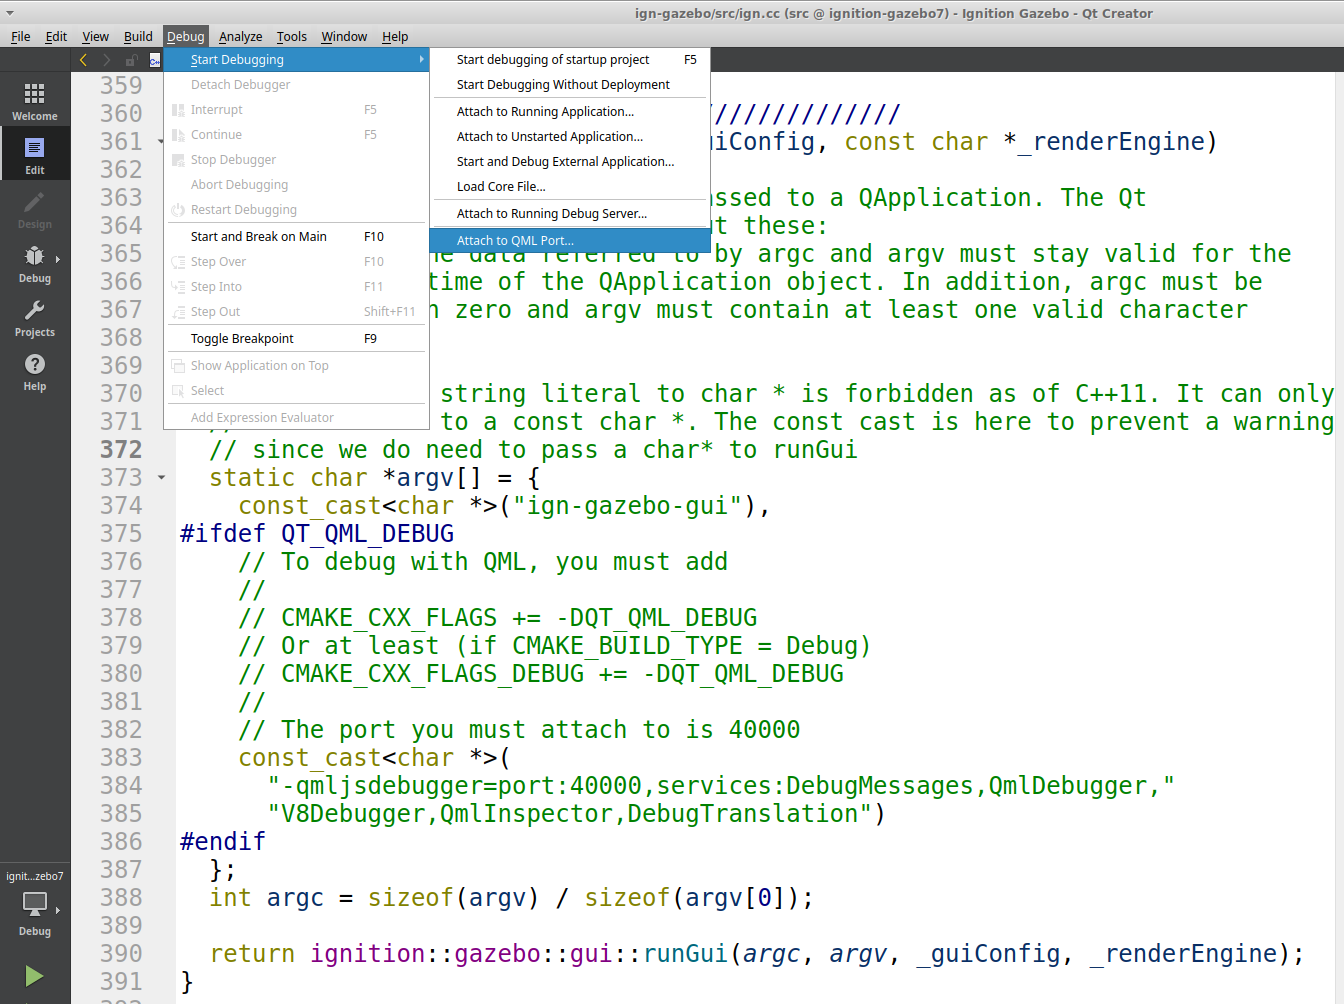 ign-gazebo/src/ign.cc (src @ ignition-gazebo7) - Ignition Gazebo - Qt Creator
File Edit View Build Debug Analyze Tools Window Help
Start Debugging
Detach Debugger
Interrupt F5
Continue F5
Stop Debugger
Abort Debugging
Restart Debugging
Start and Break on Main F10
Step Over F10
Step Into F11
Step Out Shift+F11
Toggle Breakpoint F9
Show Application on Top
Select
Add Expression Evaluator
Start debugging of startup project F5
Start Debugging Without Deployment
Attach to Running Application...
Attach to Unstarted Application...
Start and Debug External Application...
Load Core File...
Attach to Running Debug Server...
Attach to QML Port...
Welcome
Edit
Design
Debug
Projects
Help
ignit...zebo7
Debug
359
360 /////////////
361 iConfig, const char *_renderEngine)
362
363 ssed to a QApplication. The Qt
364 ut these:
365 e data referred to by argc and argv must stay valid for the
366 time of the QApplication object. In addition, argc must be
367 n zero and argv must contain at least one valid character
368
369
370 string literal to char * is forbidden as of C++11. It can only
371 to a const char *. The const cast is here to prevent a warning
372 // since we do need to pass a char* to runGui
373 static char *argv[] = {
374 const_cast<char *>("ign-gazebo-gui"),
375 #ifdef QT_QML_DEBUG
376 // To debug with QML, you must add
377 //
378 // CMAKE_CXX_FLAGS += -DQT_QML_DEBUG
379 // Or at least (if CMAKE_BUILD_TYPE = Debug)
380 // CMAKE_CXX_FLAGS_DEBUG += -DQT_QML_DEBUG
381 //
382 // The port you must attach to is 40000
383 const_cast<char *>(
384 "-qmljsdebugger=port:40000,services:DebugMessages,QmlDebugger,"
385 "V8Debugger,QmlInspector,DebugTranslation")
386 #endif
387 };
388 int argc = sizeof(argv) / sizeof(argv[0]);
389
390 return ignition::gazebo::gui::runGui(argc, argv, _guiConfig, _renderEngine);
391 }